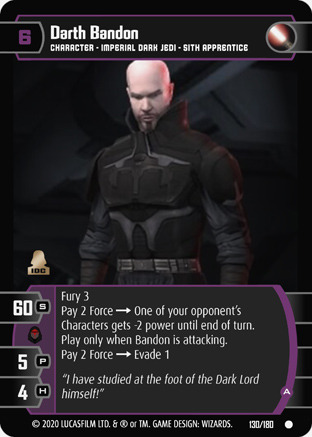 6
Darth Bandon
CHARACTER - IMPERIAL DARK JEDI - SITH APPRENTICE
IDC
60 S
5 P
4 H
Fury 3
Pay 2 Force → One of your opponent's
Characters gets -2 power until end of turn.
Play only when Bandon is attacking.
Pay 2 Force → Evade 1
"I have studied at the foot of the Dark Lord
himself!"
A
© 2020 LUCASFILM LTD. & ® or TM. GAME DESIGN: WIZARDS.
130/180